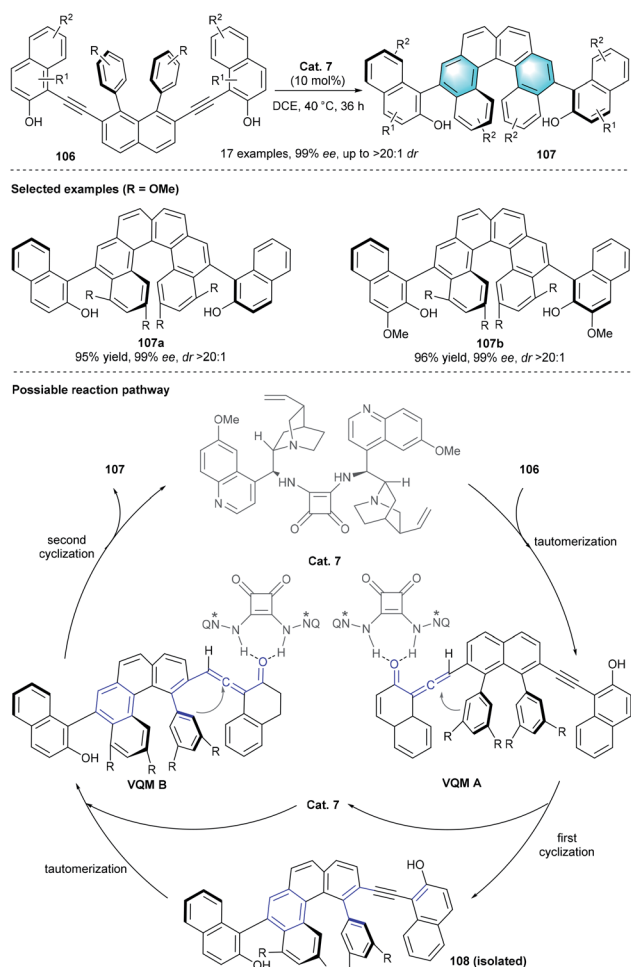 R²
R
R
R²
R¹
R¹
OH
OH
106
Cat. 7
(10 mol%)
DCE, 40 °C, 36 h
R²
R²
R¹
OH
R²
R²
HO
R¹
107
17 examples, 99% ee, up to >20:1 dr
Selected examples (R = OMe)
R
R
OH
R
R
HO
107a
95% yield, 99% ee, dr >20:1
R
R
OH
OMe
R
R
HO
OMe
107b
96% yield, 99% ee, dr >20:1
Possiable reaction pathway
OMe
H
N
N
HN
HN
H
N
N
OMe
O
O
Cat. 7
107
106
second
cyclization
tautomerization
O
O
*
NQ
N
N
*
NQ
H
H
O
O
O
*
NQ
N
N
*
NQ
H
H
O
H
C
OH
R
R
R
R
VQM B
C
H
R
R
R
R
HO
VQM A
Cat. 7
tautomerization
first
cyclization
HO
OH
R
R
R
108 (isolated)